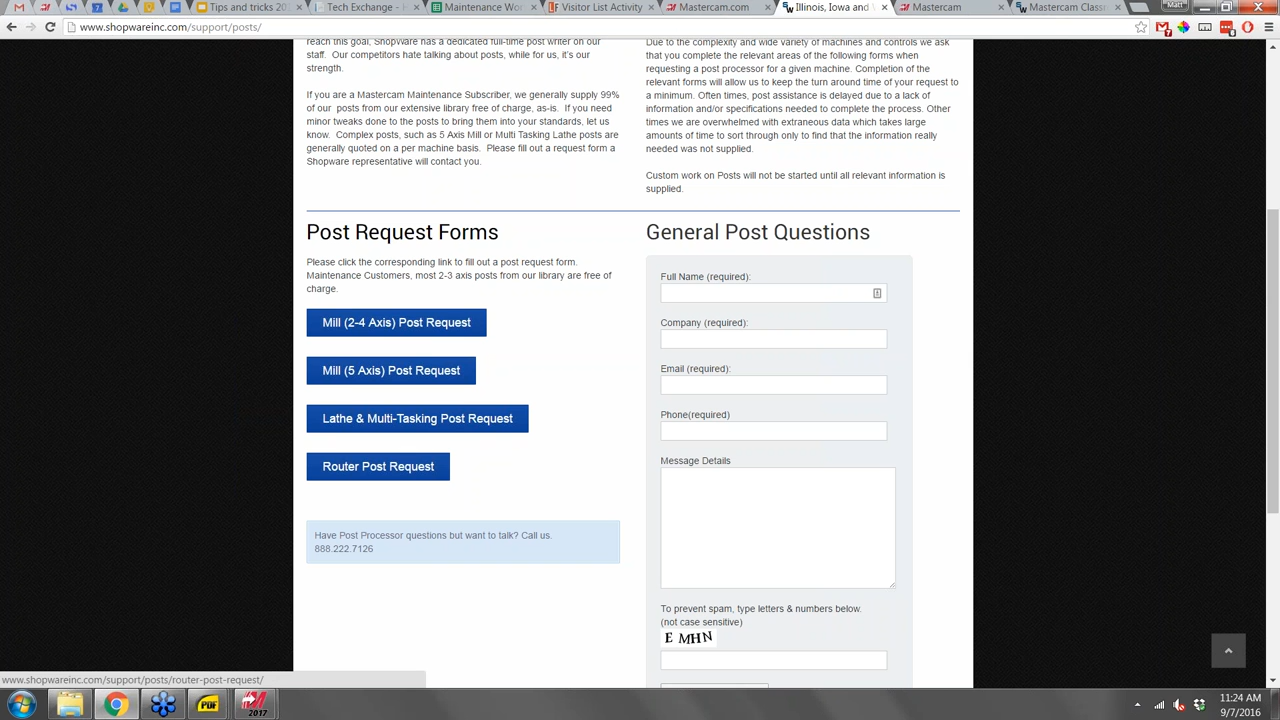 Tips and tricks 201
Tech Exchange - H
Maintenance Wor
Visitor List Activity
Mastercam.com
Illinois, Iowa and
Mastercam
Mastercam Classe
Matt
www.shopwareinc.com/support/posts/
reach this goal, ShopWare has a dedicated full-time post writer on our
staff. Our competitors hate talking about posts, while for us, it's our
strength.
If you are a Mastercam Maintenance Subscriber, we generally supply 99%
of our posts from our extensive library free of charge, as-is. If you need
minor tweaks done to the posts to bring them into your standards, let us
know. Complex posts, such as 5 Axis Mill or Multi Tasking Lathe posts are
generally quoted on a per machine basis. Please fill out a request form a
Shopware representative will contact you.
Due to the complexity and wide variety of machines and controls we ask
that you complete the relevant areas of the following forms when
requesting a post processor for a given machine. Completion of the
relevant forms will allow us to keep the turn around time of your request to
a minimum. Often times, post assistance is delayed due to a lack of
information and/or specifications needed to complete the process. Other
times we are overwhelmed with extraneous data which takes large
amounts of time to sort through only to find that the information really
needed was not supplied.
Custom work on Posts will not be started until all relevant information is
supplied.
Post Request Forms
Please click the corresponding link to fill out a post request form.
Maintenance Customers, most 2-3 axis posts from our library are free of
charge.
Mill (2-4 Axis) Post Request
Mill (5 Axis) Post Request
Lathe & Multi-Tasking Post Request
Router Post Request
Have Post Processor questions but want to talk? Call us.
888.222.7126
General Post Questions
Full Name (required):
Company (required):
Email (required):
Phone(required)
Message Details
To prevent spam, type letters & numbers below.
(not case sensitive)
E MHN
www.shopwareinc.com/support/posts/router-post-request/
PDF
2017
11:24 AM
9/7/2016